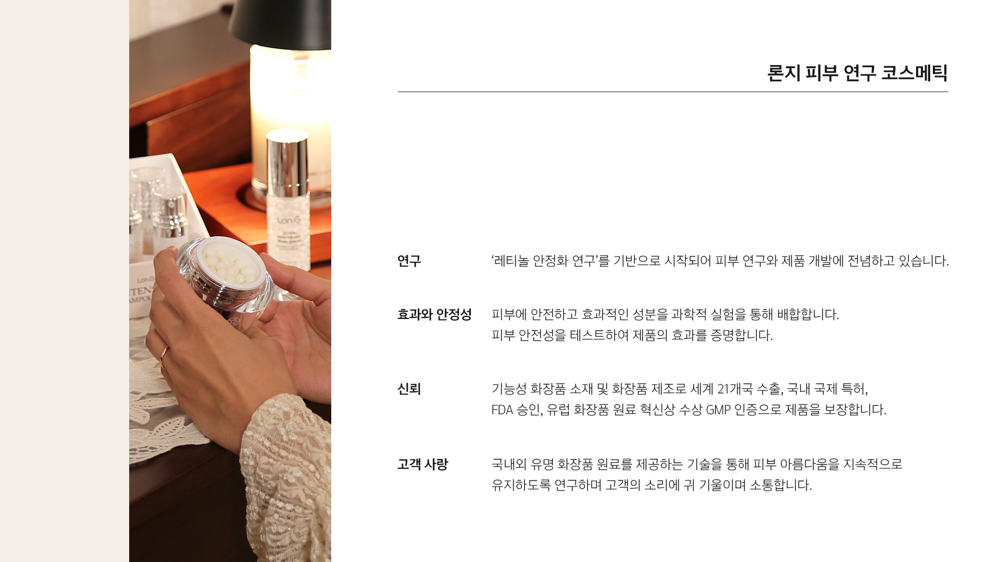 론지 피부 연구 코스메틱
연구
‘레티놀 안정화 연구’를 기반으로 시작되어 피부 연구와 제품 개발에 전념하고 있습니다.
효과와 안정성
피부에 안전하고 효과적인 성분을 과학적 실험을 통해 배합합니다.
피부 안전성을 테스트하여 제품의 효과를 증명합니다.
신뢰
기능성 화장품 소재 및 화장품 제조로 세계 21개국 수출, 국내 국제 특허,
FDA 승인, 유럽 화장품 원료 혁신상 수상 GMP 인증으로 제품을 보장합니다.
고객 사랑
국내외 유명 화장품 원료를 제공하는 기술을 통해 피부 아름다움을 지속적으로
유지하도록 연구하며 고객의 소리에 귀 기울이며 소통합니다.
Lon·G
Lon.G